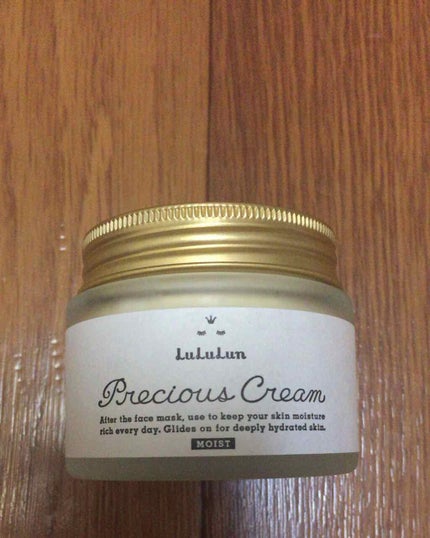 LuLuLun
Precious Cream
After the face mask, use to keep your skin moisture
rich every day. Glides on for deeply hydrated skin.
MOIST